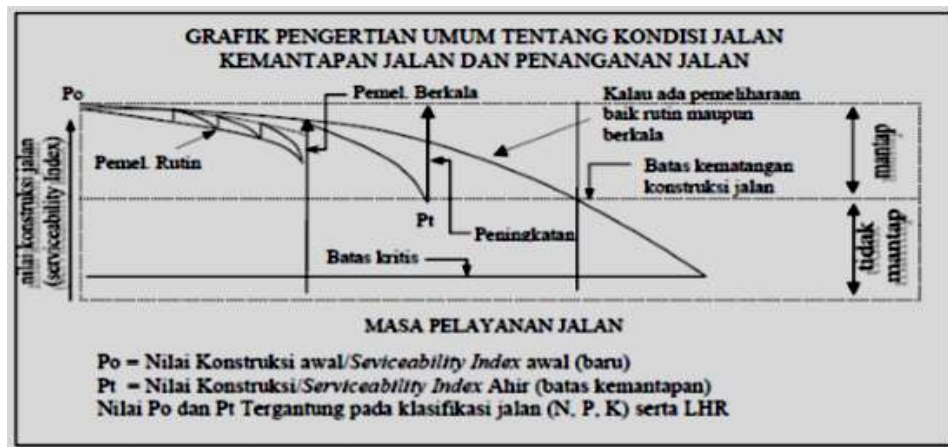 GRAFIK PENGERTIAN UMUM TENTANG KONDISI JALAN
KEMANTAPAN JALAN DAN PENANGANAN JALAN
Po
Pemel. Berkala
Kalau ada pemeliharaan
baik rutin maupun
berkala
mantap
Pemel. Rutin
Batas kematangan
konstruksi jalan
nilai konstruksi jalan
(serviceability Index)
Pt
Peningkatan
tidak
mantap
Batas kritis
MASA PELAYANAN JALAN
Po = Nilai Konstruksi awal/Seviceability Index awal (baru)
Pt = Nilai Konstruksi/Serviceability Index Ahir (batas kemantapan)
Nilai Po dan Pt Tergantung pada klasifikasi jalan (N, P, K) serta LHR